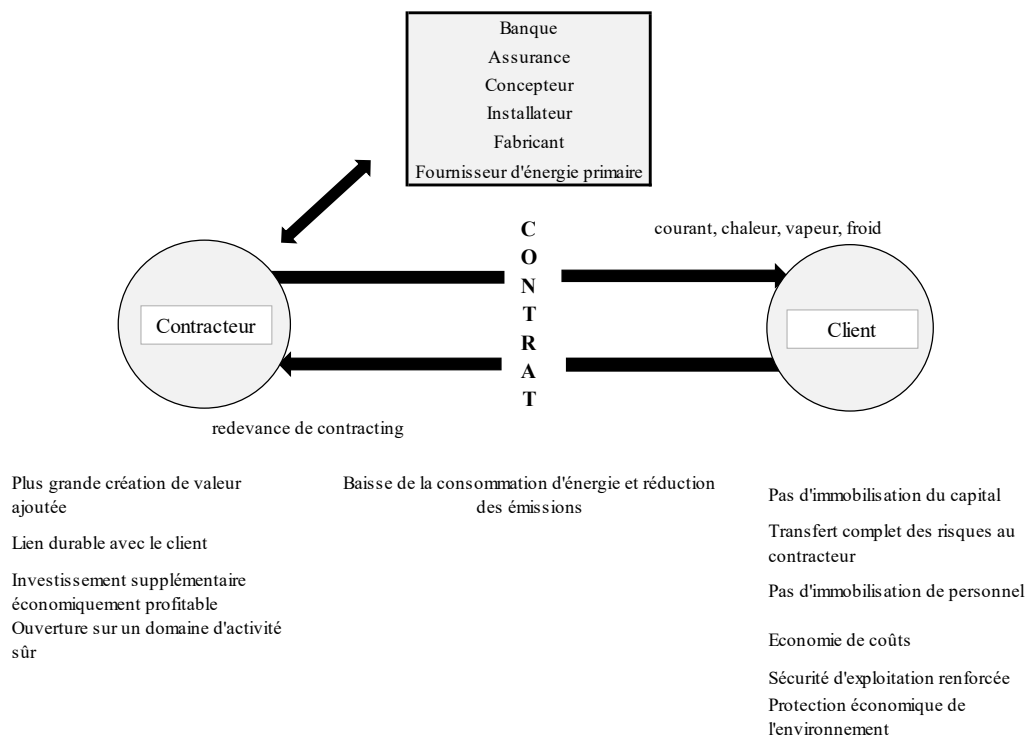 Banque
Assurance
Concepteur
Installateur
Fabricant
Fournisseur d'énergie primaire
courant, chaleur, vapeur, froid
C
O
N
T
R
A
T
Contracteur
Client
redevance de contracting
Plus grande création de valeur
ajoutée
Lien durable avec le client
Investissement supplémentaire
économiquement profitable
Ouverture sur un domaine d'activité
sûr
Baisse de la consommation d'énergie et réduction
des émissions
Pas d'immobilisation du capital
Transfert complet des risques au
contracteur
Pas d'immobilisation de personnel
Economie de coûts
Sécurité d'exploitation renforcée
Protection économique de
l'environnement